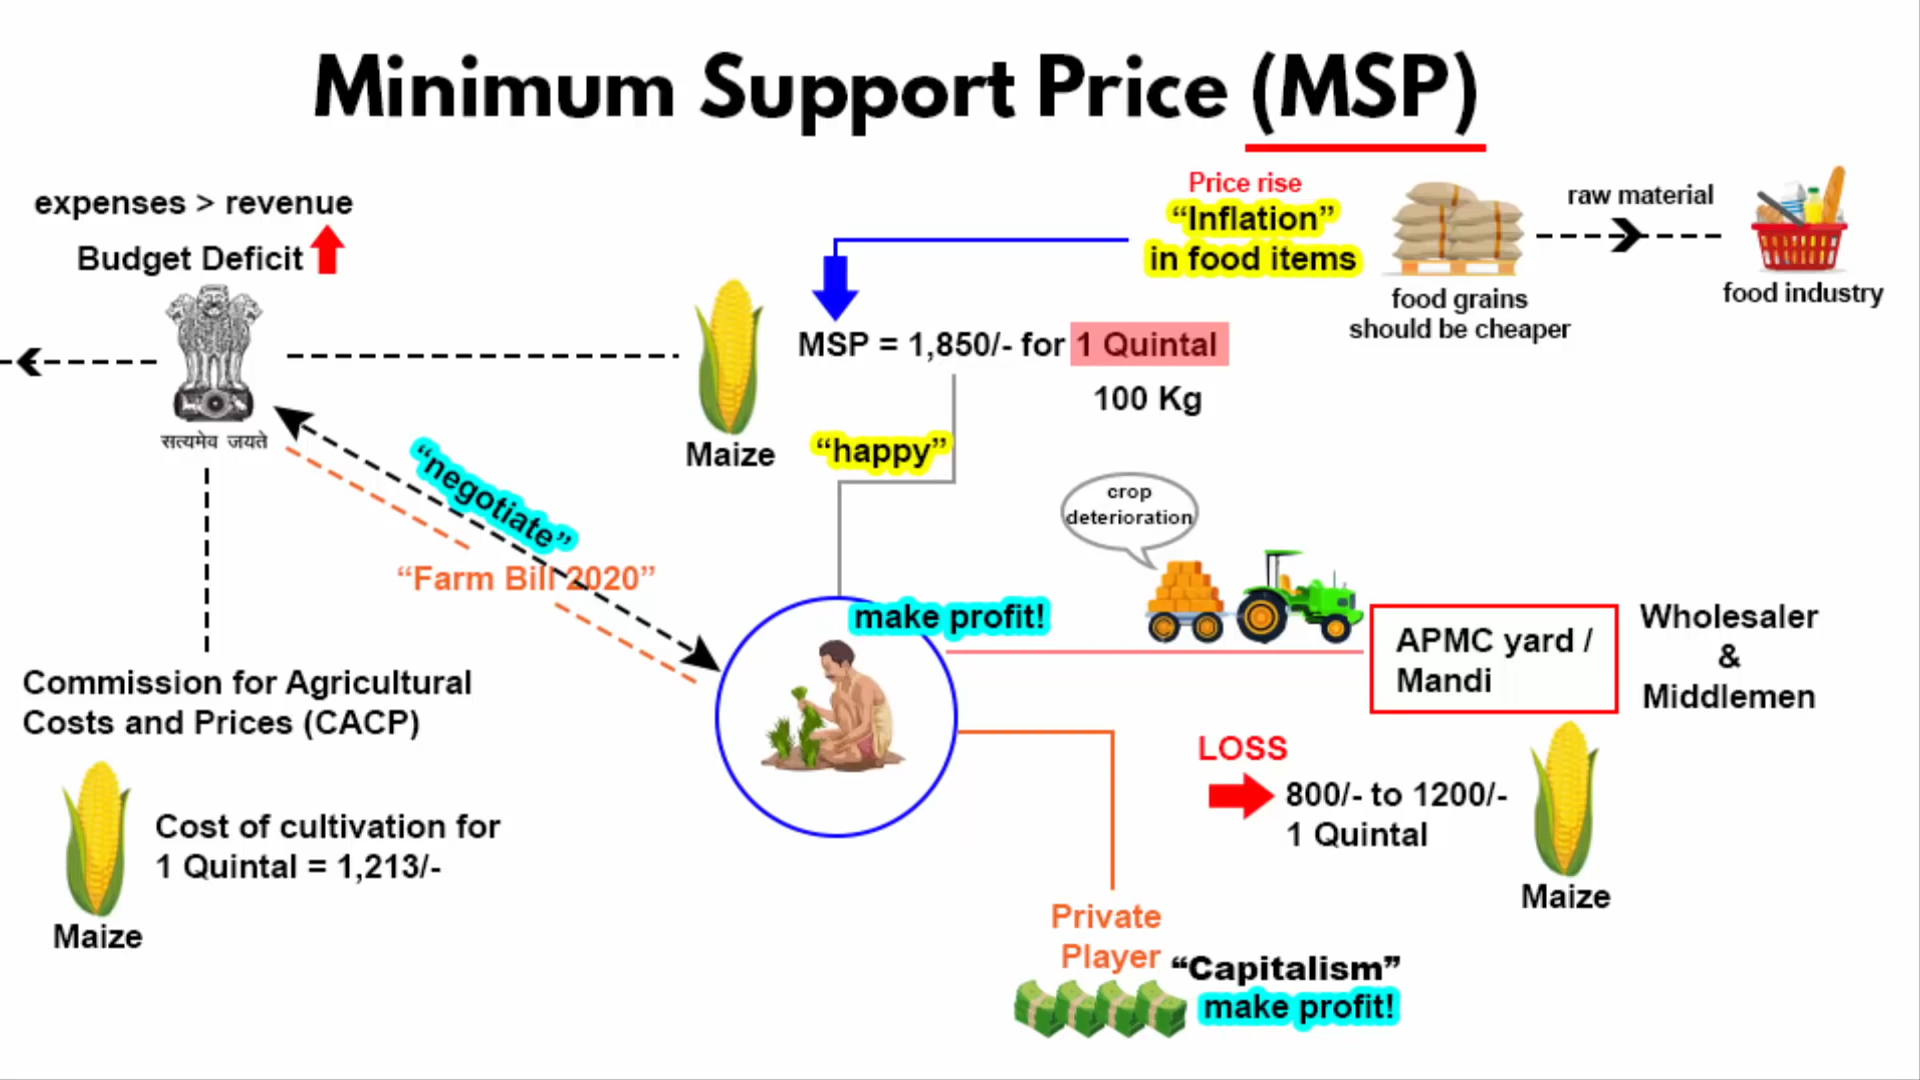 Minimum Support Price (MSP)
expenses > revenue
Budget Deficit
सत्यमेव जयते
Price rise
“Inflation”
in food items
food grains
should be cheaper
raw material
food industry
MSP = 1,850/- for 1 Quintal
100 Kg
Maize
“happy”
“negotiate”
“Farm Bill 2020”
crop
deterioration
make profit!
APMC yard /
Mandi
Wholesaler
&
Middlemen
Commission for Agricultural
Costs and Prices (CACP)
Cost of cultivation for
1 Quintal = 1,213/-
Maize
LOSS
800/- to 1200/-
1 Quintal
Maize
Private
Player
“Capitalism”
make profit!